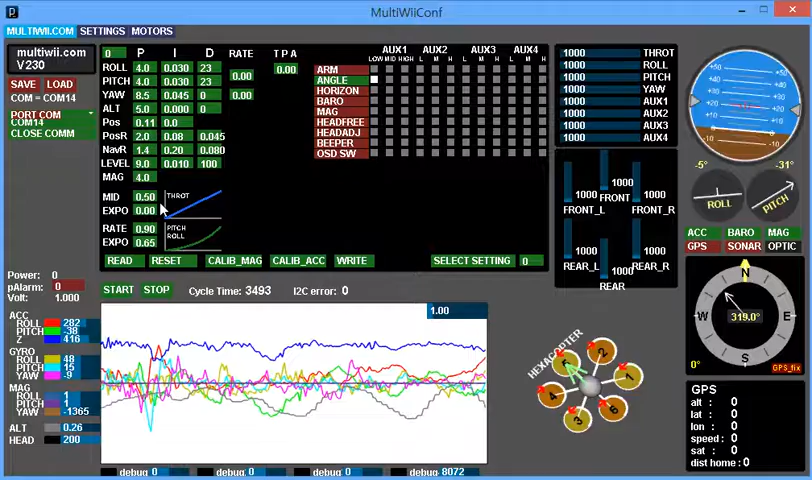 MultiWiiConf
MULTIWII.COM SETTINGS MOTORS
multiwii.com
V230
SAVE LOAD
COM = COM14
PORT COM
COM14
CLOSE COMM
0 P I D RATE T P A
ROLL 4.0 0.030 23 0.00 0.00
PITCH 4.0 0.030 23
YAW 8.5 0.045 0 0.00
ALT 5.0 0.000 0
Pos 0.11 0.0
PosR 2.0 0.08 0.045
NavR 1.4 0.20 0.080
LEVEL 9.0 0.010 100
MAG 4.0
MID 0.50 THROT
EXPO 0.00
RATE 0.90 PITCH
ROLL
EXPO 0.65
READ RESET CALIB_MAG CALIB_ACC WRITE SELECT SETTING 0
AUX1 AUX2 AUX3 AUX4
LOW MID HIGH L M H L M H L M H
ARM
ANGLE
HORIZON
BARO
MAG
HEADFREE
HEADADJ
BEEPER
OSD SW
1000 THROT
1000 ROLL
1000 PITCH
1000 YAW
1000 AUX1
1000 AUX2
1000 AUX3
1000 AUX4
1000 1000 1000
FRONT_L FRONT FRONT_R
1000 1000 1000
REAR_L REAR REAR_R
+20 +20
+10 +10
-10 -10
-5° -31°
ROLL PITCH
ACC BARO MAG
GPS SONAR OPTIC
N
W E
S
319.0°
0° GPS_fix
Power: 0
pAlarm: 0
Volt: 1.000
START STOP Cycle Time: 3493 I2C error: 0
1.00
ACC
ROLL 282
PITCH -38
Z 416
GYRO
ROLL 48
PITCH 15
YAW -9
MAG
ROLL 1
PITCH 1
YAW -1365
ALT 0.26
HEAD 200
debug 0 debug 0 debug 0 debug 8072
HEXACOPTER
5 2 1 4 3 6
GPS
alt : 0
lat : 0
lon : 0
speed : 0
sat : 0
dist home : 0